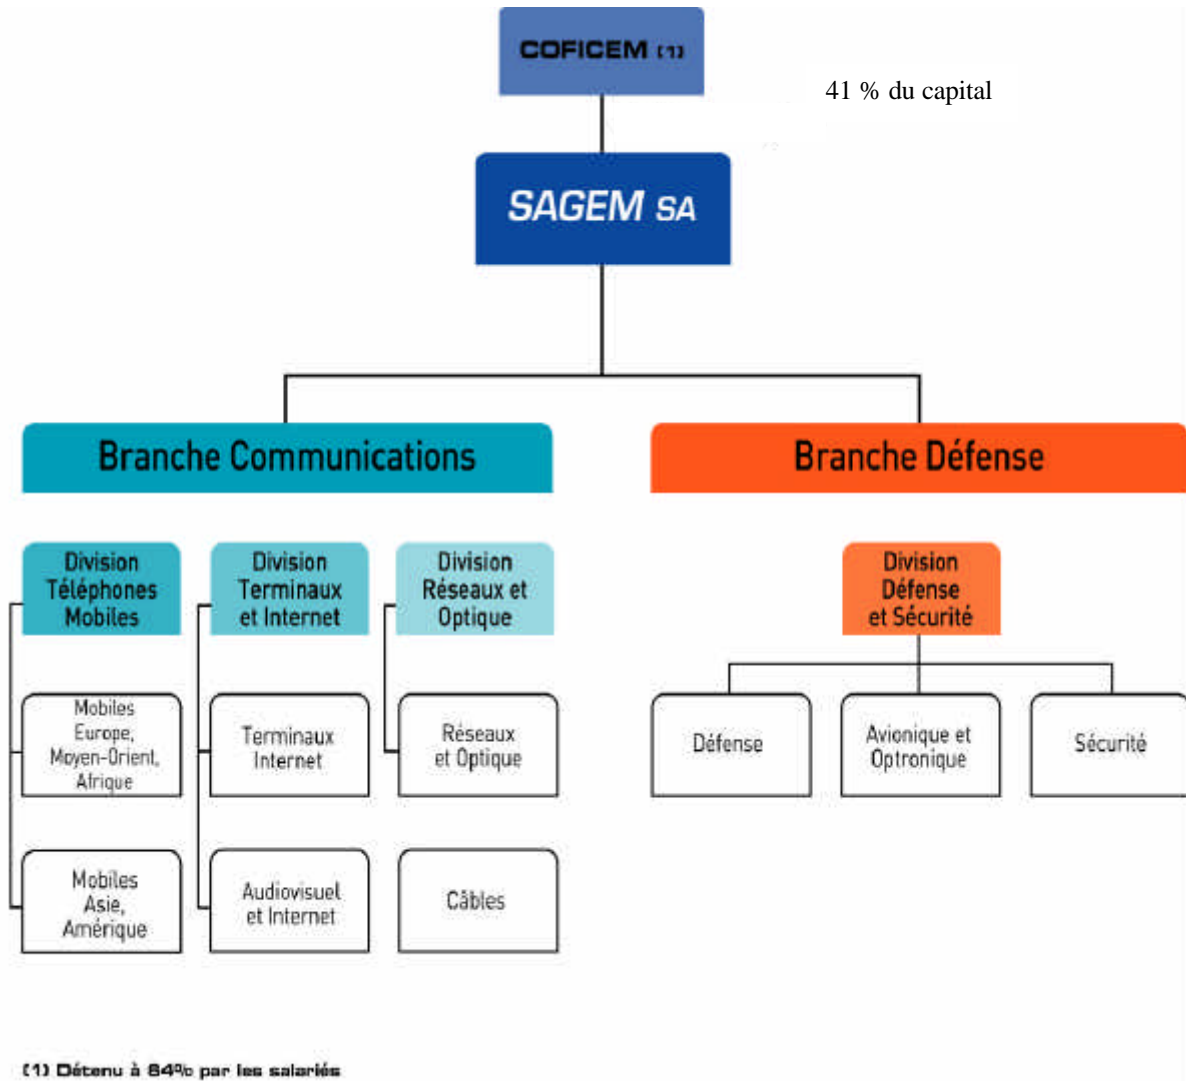 COFICEM (1)
41 % du capital
SAGEM SA
Branche Communications
Branche Défense
Division
Téléphones
Mobiles
Division
Terminaux
et Internet
Division
Réseaux et
Optique
Division
Défense
et Sécurité
Mobiles
Europe,
Moyen-Orient,
Afrique
Terminaux
Internet
Réseaux
et Optique
Défense
Avionique et
Optronique
Sécurité
Mobiles
Asie,
Amérique
Audiovisuel
et Internet
Câbles
(1) Détenu à 84% par les salariés